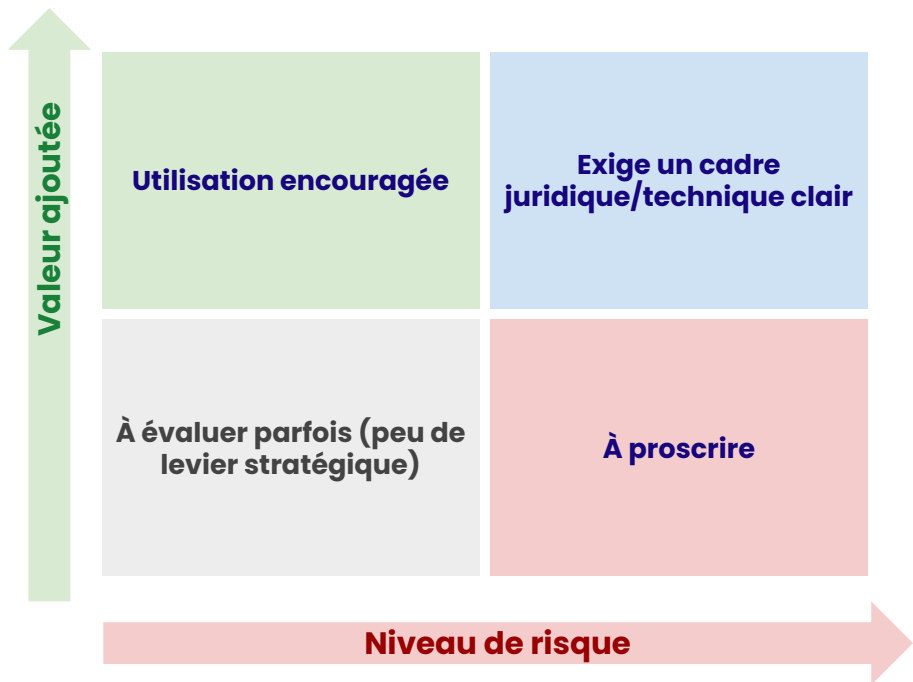 Valeur ajoutée
Utilisation encouragée
Exige un cadre
juridique/technique clair
À évaluer parfois (peu de
levier stratégique)
À proscrire
Niveau de risque